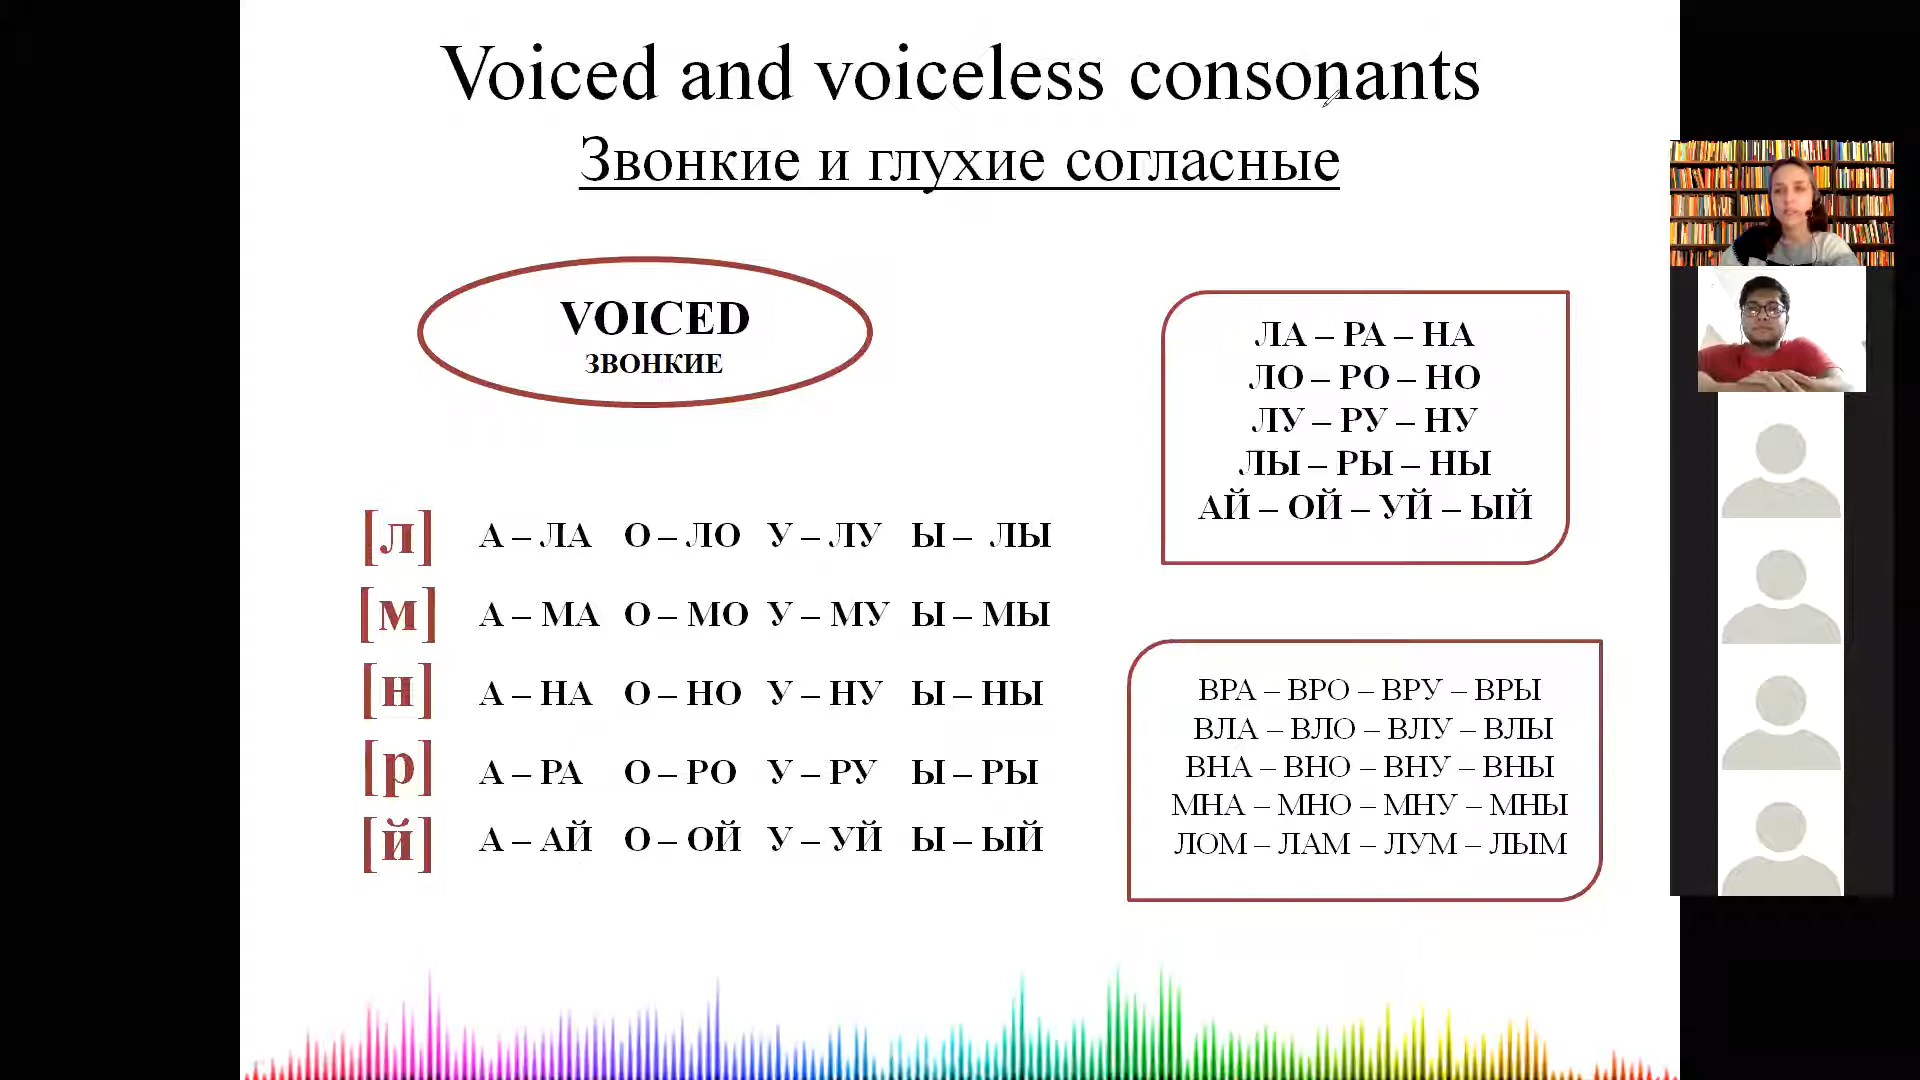 Voiced and voiceless consonants
Звонкие и глухие согласные
VOICED
ЗВОНКИЕ
[л] А – ЛА О – ЛО У – ЛУ Ы – ЛЫ
[м] А – МА О – МО У – МУ Ы – МЫ
[н] А – НА О – НО У – НУ Ы – НЫ
[р] А – РА О – РО У – РУ Ы – РЫ
[й] А – АЙ О – ОЙ У – УЙ Ы – ЫЙ
ЛА – РА – НА
ЛО – РО – НО
ЛУ – РУ – НУ
ЛЫ – РЫ – НЫ
АЙ – ОЙ – УЙ – ЫЙ
ВРА – ВРО – ВРУ – ВРЫ
ВЛА – ВЛО – ВЛУ – ВЛЫ
ВНА – ВНО – ВНУ – ВНЫ
МНА – МНО – МНУ – МНЫ
ЛОМ – ЛАМ – ЛУМ – ЛЫМ